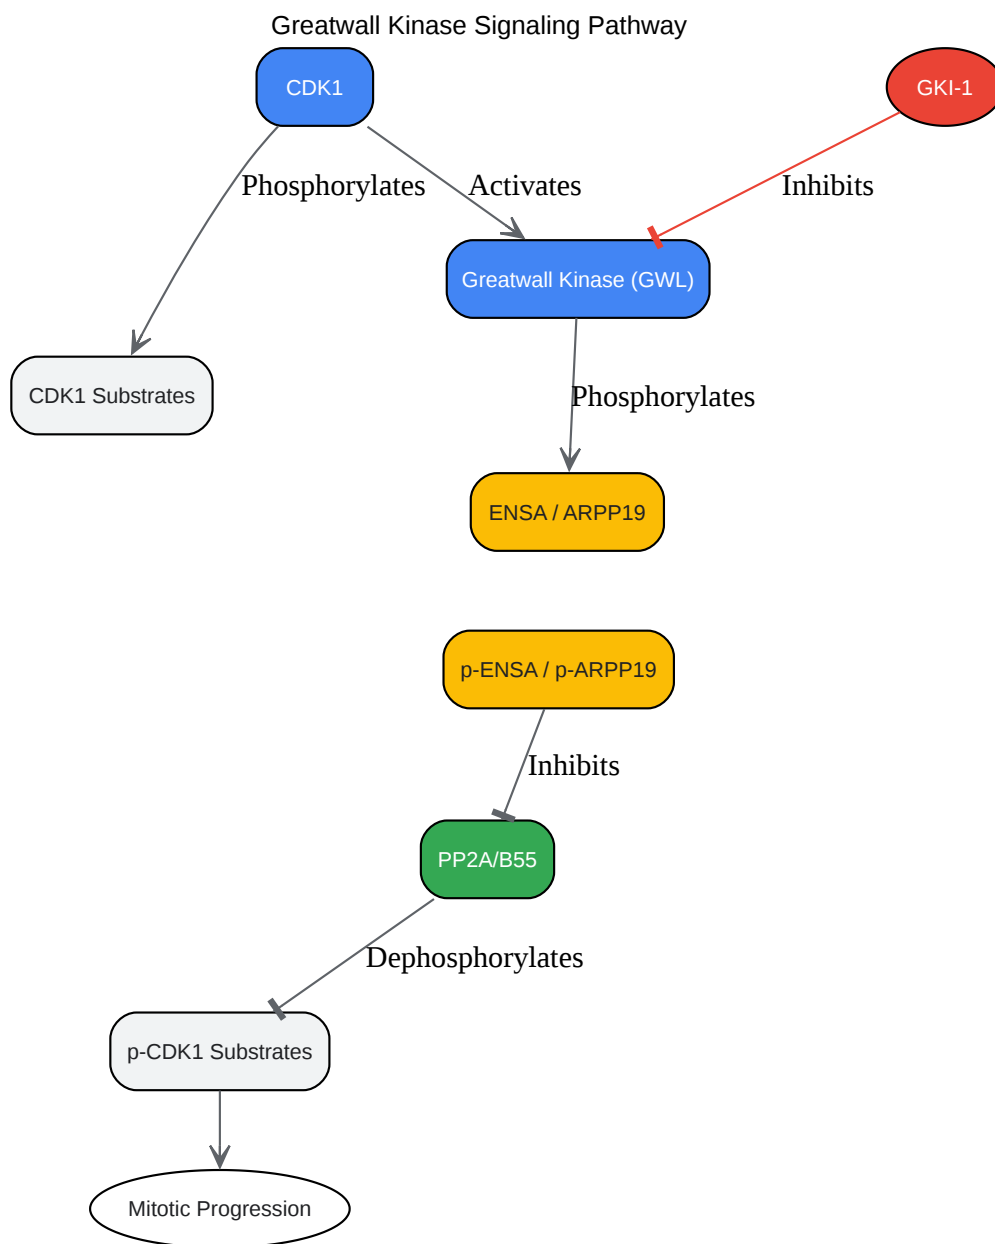 Greatwall Kinase Signaling Pathway
CDK1
GKI-1
Phosphorylates
Activates
Inhibits
Greatwall Kinase (GWL)
CDK1 Substrates
Phosphorylates
ENSA / ARPP19
p-ENSA / p-ARPP19
Inhibits
PP2A/B55
Dephosphorylates
p-CDK1 Substrates
Mitotic Progression